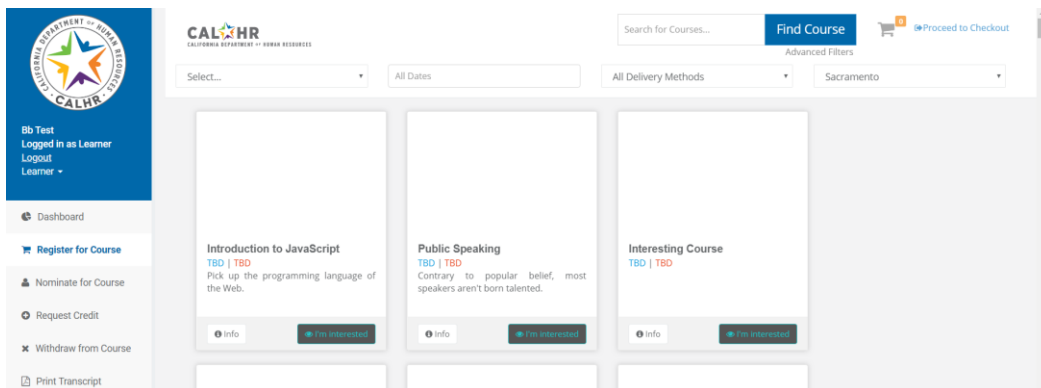 CALIFORNIA DEPARTMENT OF HUMAN RESOURCES
CALHR
Bb Test
Logged in as Learner
Logout
Learner
Dashboard
Register for Course
Nominate for Course
Request Credit
Withdraw from Course
Print Transcript
CALHR
CALIFORNIA DEPARTMENT OF HUMAN RESOURCES
Search for Courses...
Find Course
0
Proceed to Checkout
Advanced Filters
Select...
All Dates
All Delivery Methods
Sacramento
Introduction to JavaScript
TBD | TBD
Pick up the programming language of
the Web.
Info
I'm interested
Public Speaking
TBD | TBD
Contrary to popular belief, most
speakers aren't born talented.
Info
I'm interested
Interesting Course
TBD | TBD
Info
I'm interested